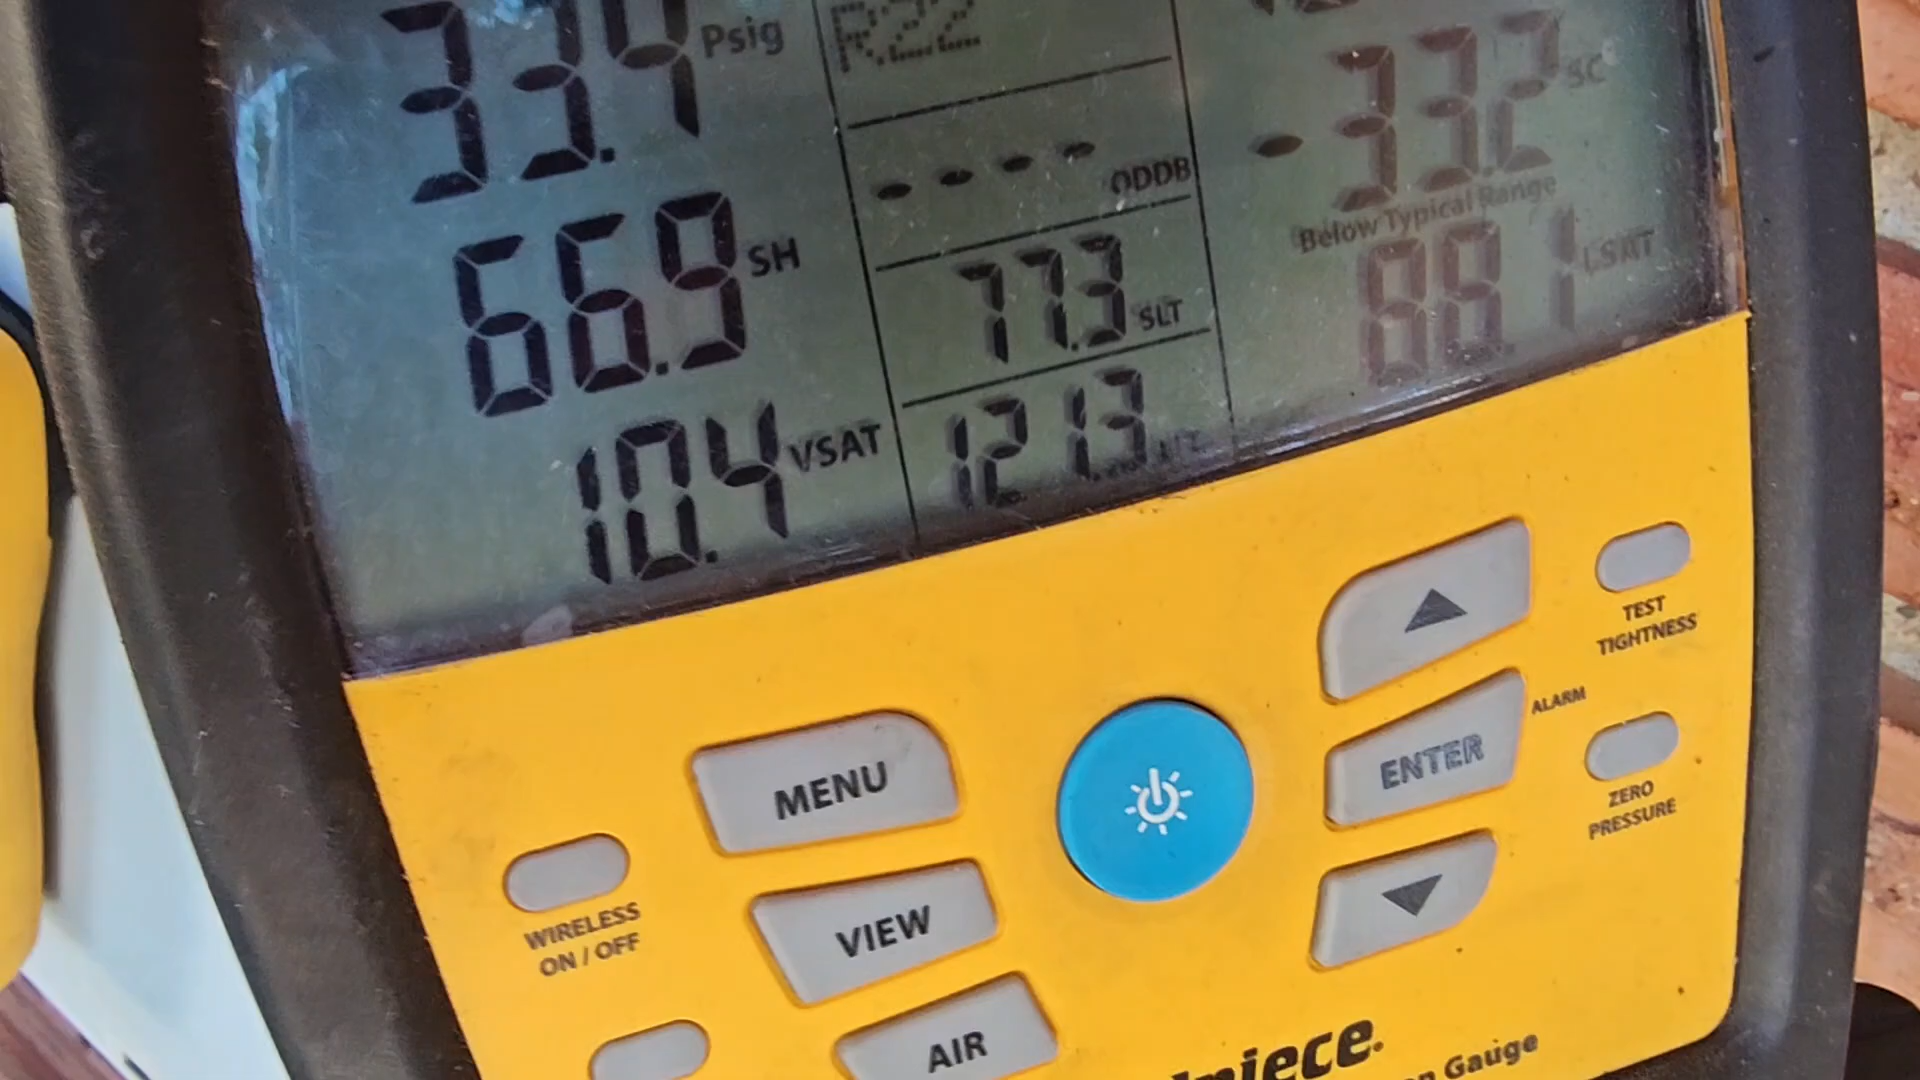 33.4 Psig
R22
- - - - ODDB
-33.2 SC
Below Typical Range
66.9 SH
77.3 SLT
88.1 LSAT
10.4 VSAT
121.3
TEST
TIGHTNESS
ALARM
ENTER
MENU
ZERO
PRESSURE
WIRELESS
ON / OFF
VIEW
AIR
Gauge